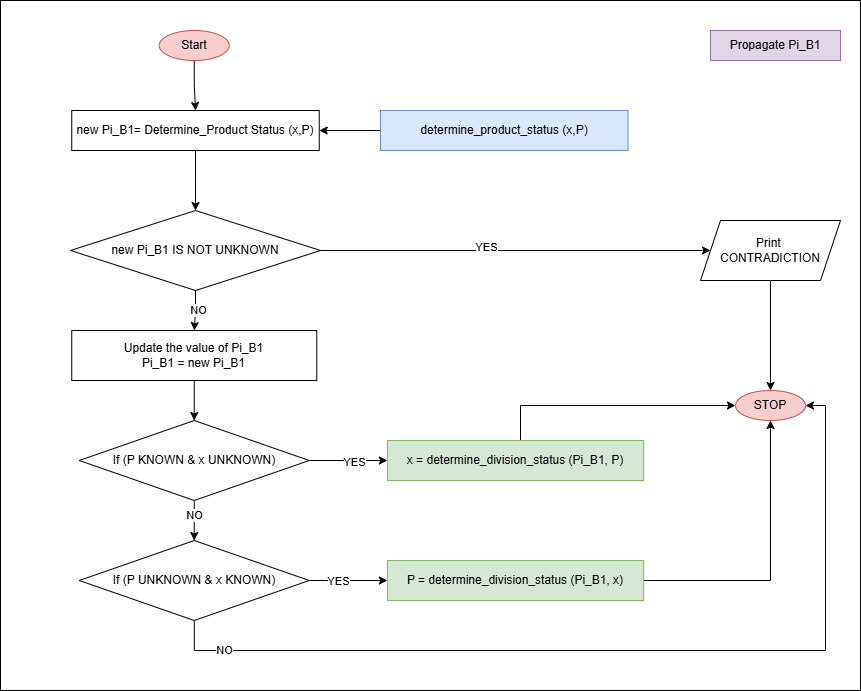 Start
Propagate Pi_B1
new Pi_B1= Determine_Product Status (x,P)
determine_product_status (x,P)
new Pi_B1 IS NOT UNKNOWN
YES
Print
CONTRADICTION
NO
Update the value of Pi_B1
Pi_B1 = new Pi_B1
STOP
If (P KNOWN & x UNKNOWN)
YES
x = determine_division_status (Pi_B1, P)
NO
If (P UNKNOWN & x KNOWN)
YES
P = determine_division_status (Pi_B1, x)
NO